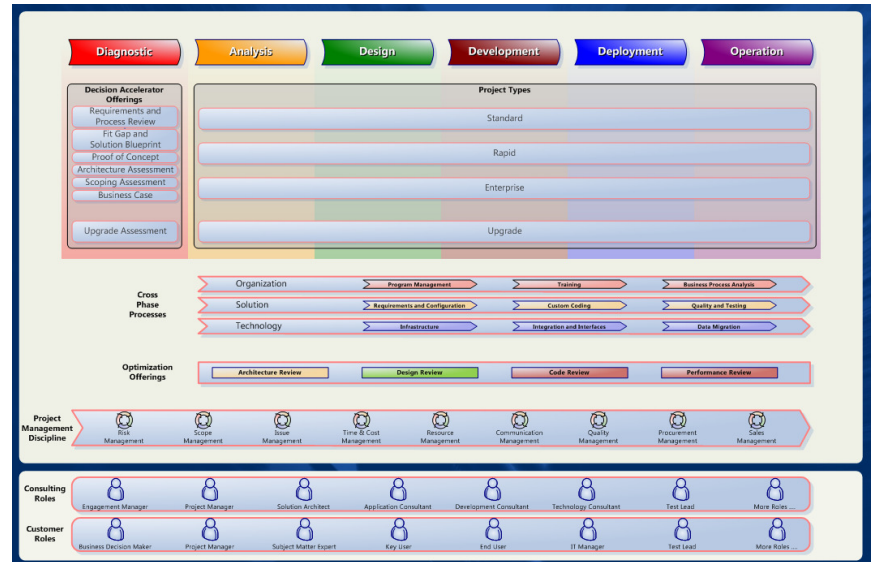 Diagnostic
Analysis
Design
Development
Deployment
Operation
Decision Accelerator
Offerings
Requirements and
Process Review
Fit Gap and
Solution Blueprint
Proof of Concept
Architecture Assessment
Scoping Assessment
Business Case
Upgrade Assessment
Project Types
Standard
Rapid
Enterprise
Upgrade
Cross
Phase
Processes
Organization
Program Management
Training
Business Process Analysis
Solution
Requirements and Configuration
Custom Coding
Quality and Testing
Technology
Infrastructure
Integration and Interfaces
Data Migration
Optimization
Offerings
Architecture Review
Design Review
Code Review
Performance Review
Project
Management
Discipline
Risk
Management
Scope
Management
Issue
Management
Time & Cost
Management
Resource
Management
Communication
Management
Quality
Management
Procurement
Management
Sales
Management
Consulting
Roles
Engagement Manager
Project Manager
Solution Architect
Application Consultant
Development Consultant
Technology Consultant
Test Lead
More Roles ...
Customer
Roles
Business Decision Maker
Project Manager
Subject Matter Expert
Key User
End User
IT Manager
Test Lead
More Roles ...